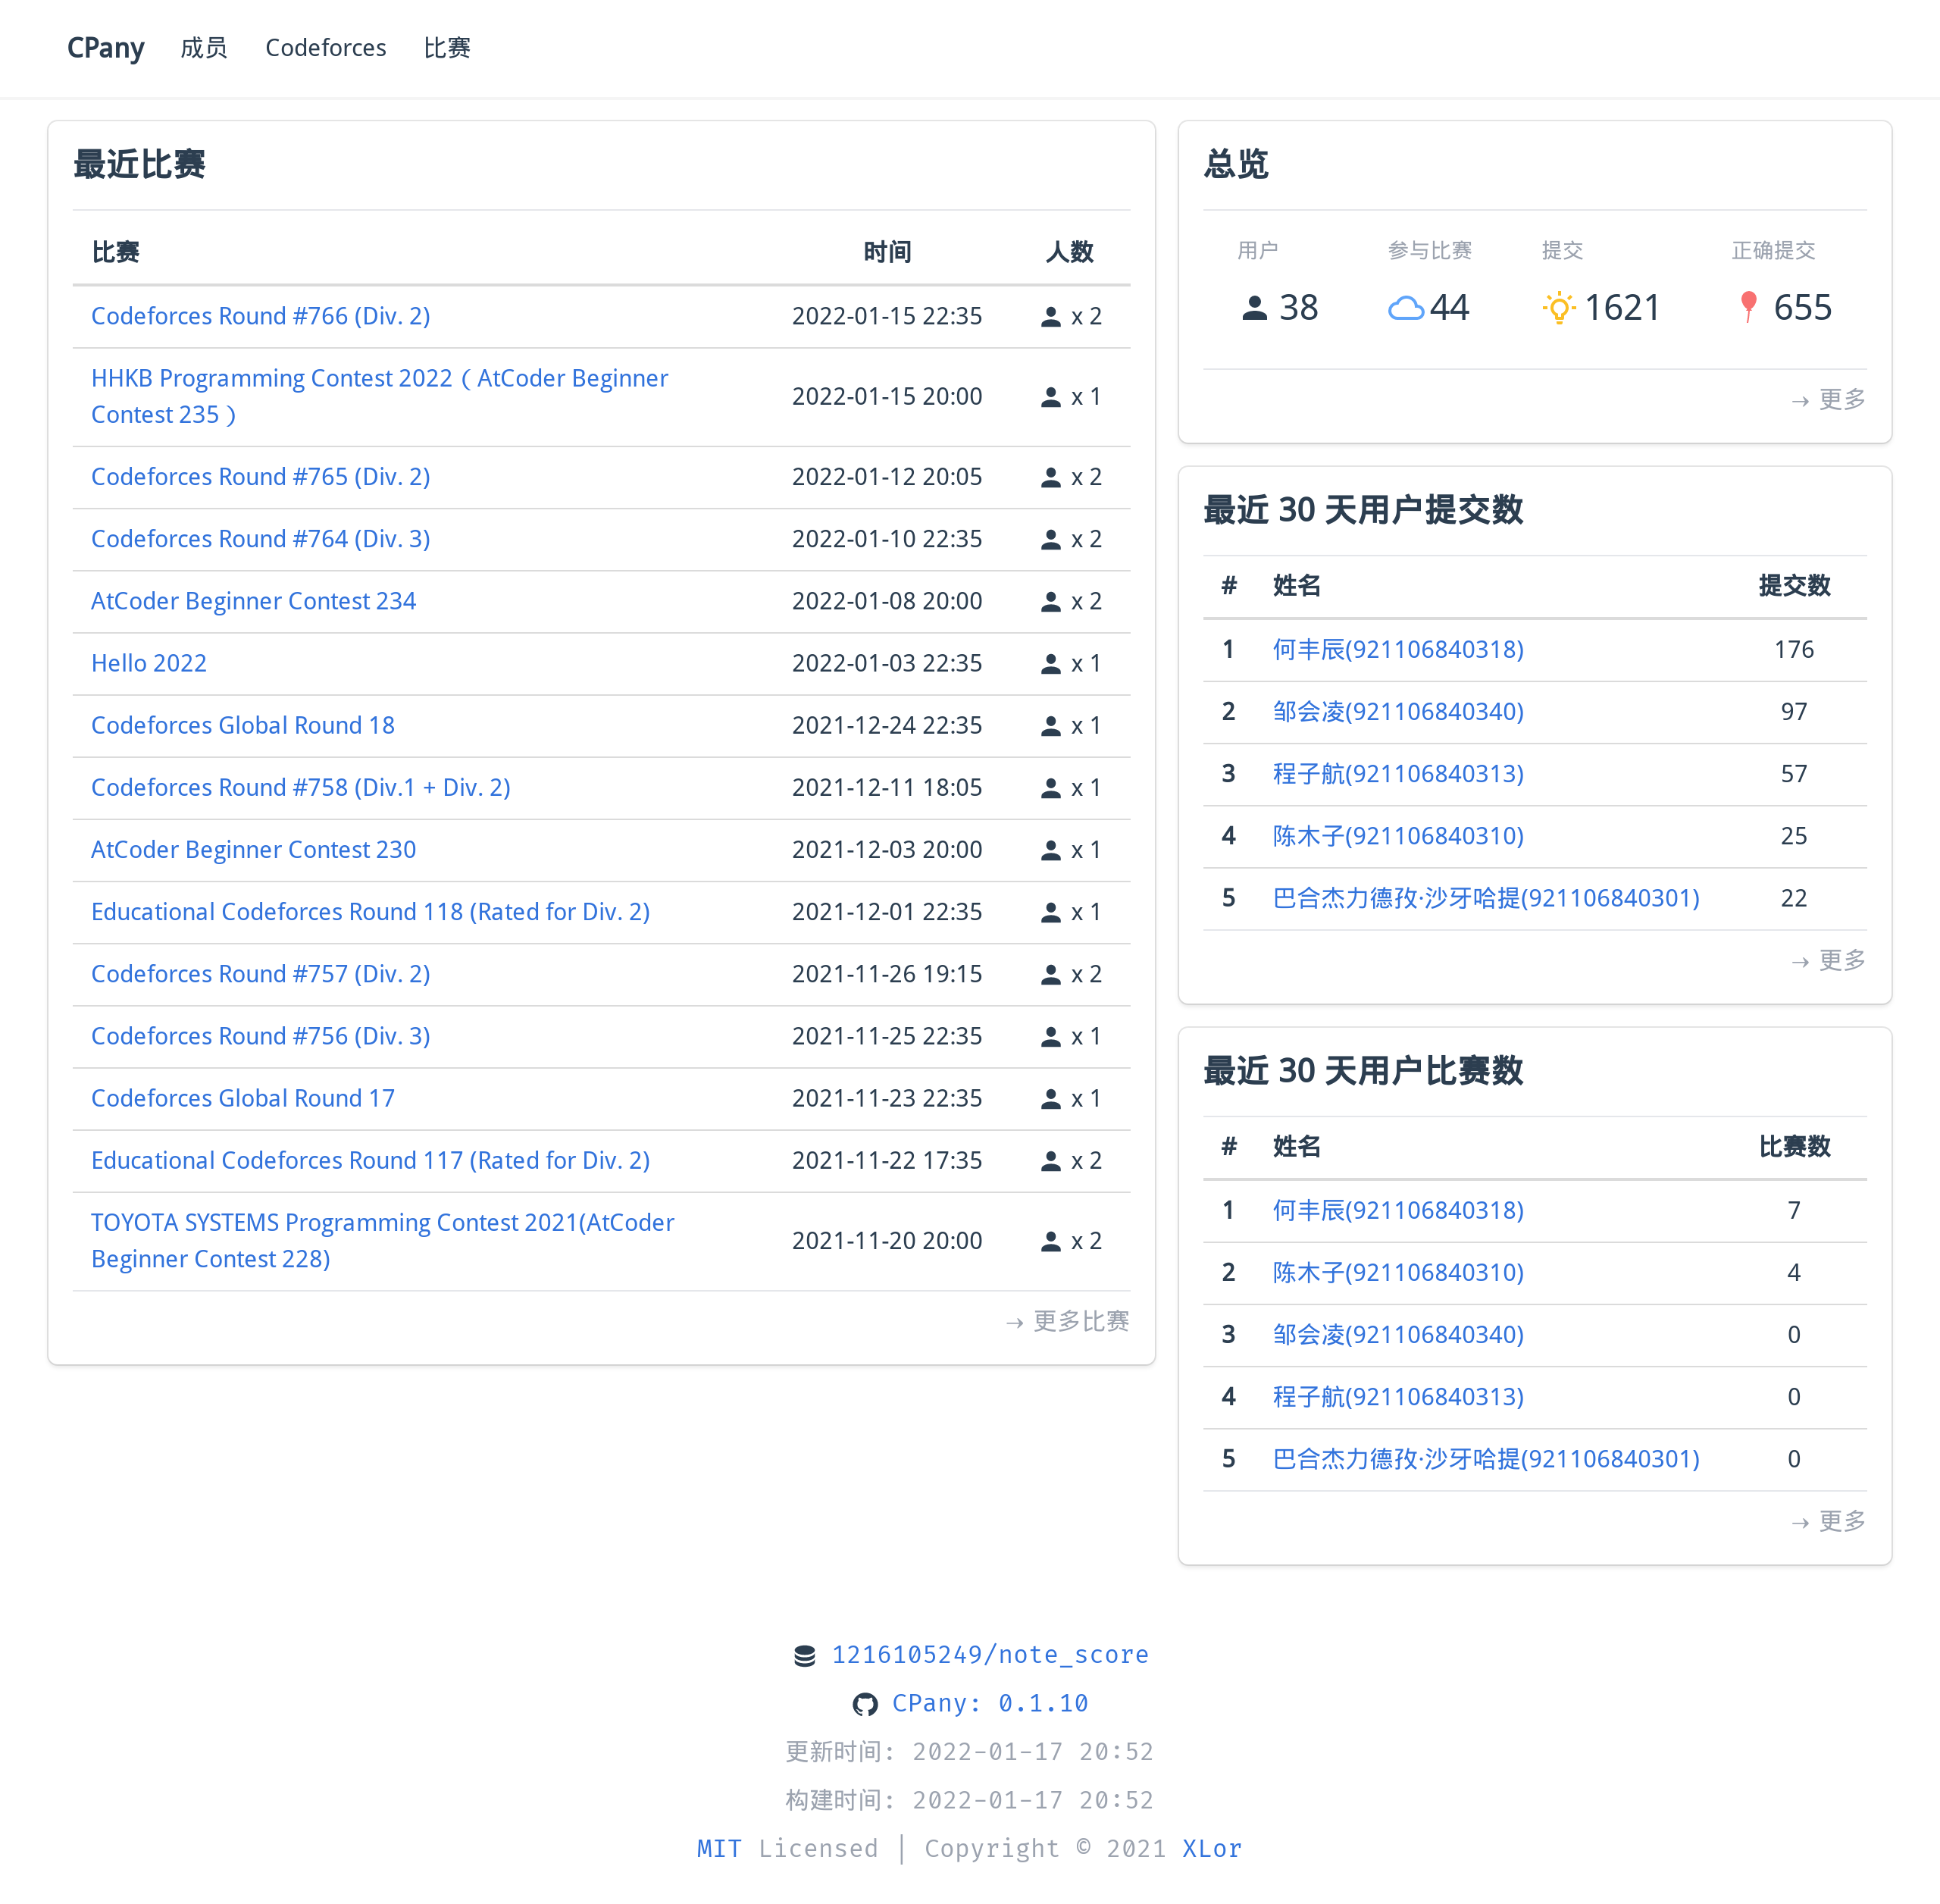 CPany 成员 Codeforces 比赛
最近比赛
比赛 时间 人数
Codeforces Round #766 (Div. 2) 2022-01-15 22:35 x 2
HHKB Programming Contest 2022（AtCoder Beginner
Contest 235） 2022-01-15 20:00 x 1
Codeforces Round #765 (Div. 2) 2022-01-12 20:05 x 2
Codeforces Round #764 (Div. 3) 2022-01-10 22:35 x 2
AtCoder Beginner Contest 234 2022-01-08 20:00 x 2
Hello 2022 2022-01-03 22:35 x 1
Codeforces Global Round 18 2021-12-24 22:35 x 1
Codeforces Round #758 (Div.1 + Div. 2) 2021-12-11 18:05 x 1
AtCoder Beginner Contest 230 2021-12-03 20:00 x 1
Educational Codeforces Round 118 (Rated for Div. 2) 2021-12-01 22:35 x 1
Codeforces Round #757 (Div. 2) 2021-11-26 19:15 x 2
Codeforces Round #756 (Div. 3) 2021-11-25 22:35 x 1
Codeforces Global Round 17 2021-11-23 22:35 x 1
Educational Codeforces Round 117 (Rated for Div. 2) 2021-11-22 17:35 x 2
TOYOTA SYSTEMS Programming Contest 2021(AtCoder
Beginner Contest 228) 2021-11-20 20:00 x 2
→ 更多比赛
总览
用户 参与比赛 提交 正确提交
38 44 1621 655
→ 更多
最近 30 天用户提交数
# 姓名 提交数
1 何丰辰(921106840318) 176
2 邹会凌(921106840340) 97
3 程子航(921106840313) 57
4 陈木子(921106840310) 25
5 巴合杰力德孜·沙牙哈提(921106840301) 22
→ 更多
最近 30 天用户比赛数
# 姓名 比赛数
1 何丰辰(921106840318) 7
2 陈木子(921106840310) 4
3 邹会凌(921106840340) 0
4 程子航(921106840313) 0
5 巴合杰力德孜·沙牙哈提(921106840301) 0
→ 更多
1216105249/note_score
CPany: 0.1.10
更新时间: 2022-01-17 20:52
构建时间: 2022-01-17 20:52
MIT Licensed | Copyright © 2021 XLor